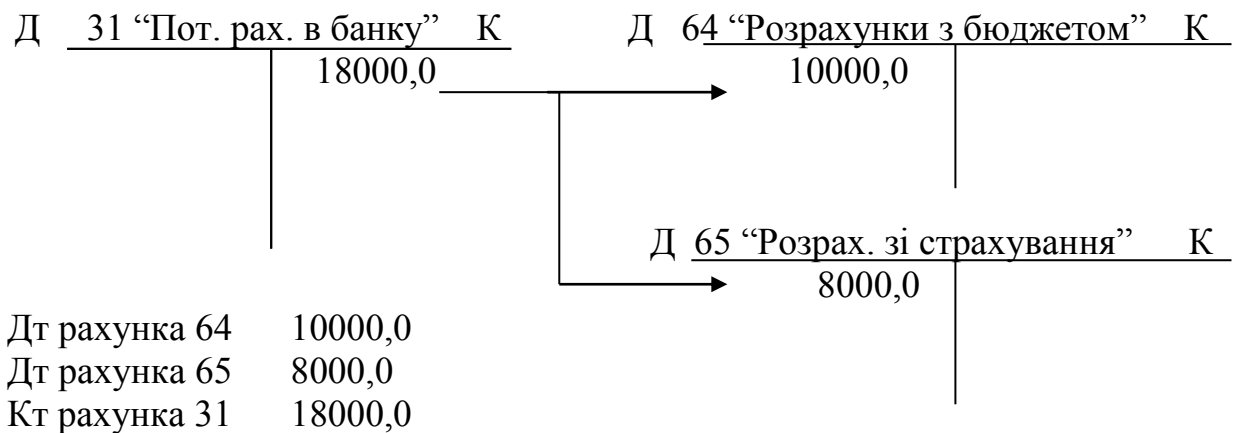 Д 31 “Пот. рах. в банку” К Д 64 “Розрахунки з бюджетом” К
18000,0 10000,0
Д 65 “Розрах. зі страхування” К
8000,0
Дт рахунка 64 10000,0
Дт рахунка 65 8000,0
Кт рахунка 31 18000,0